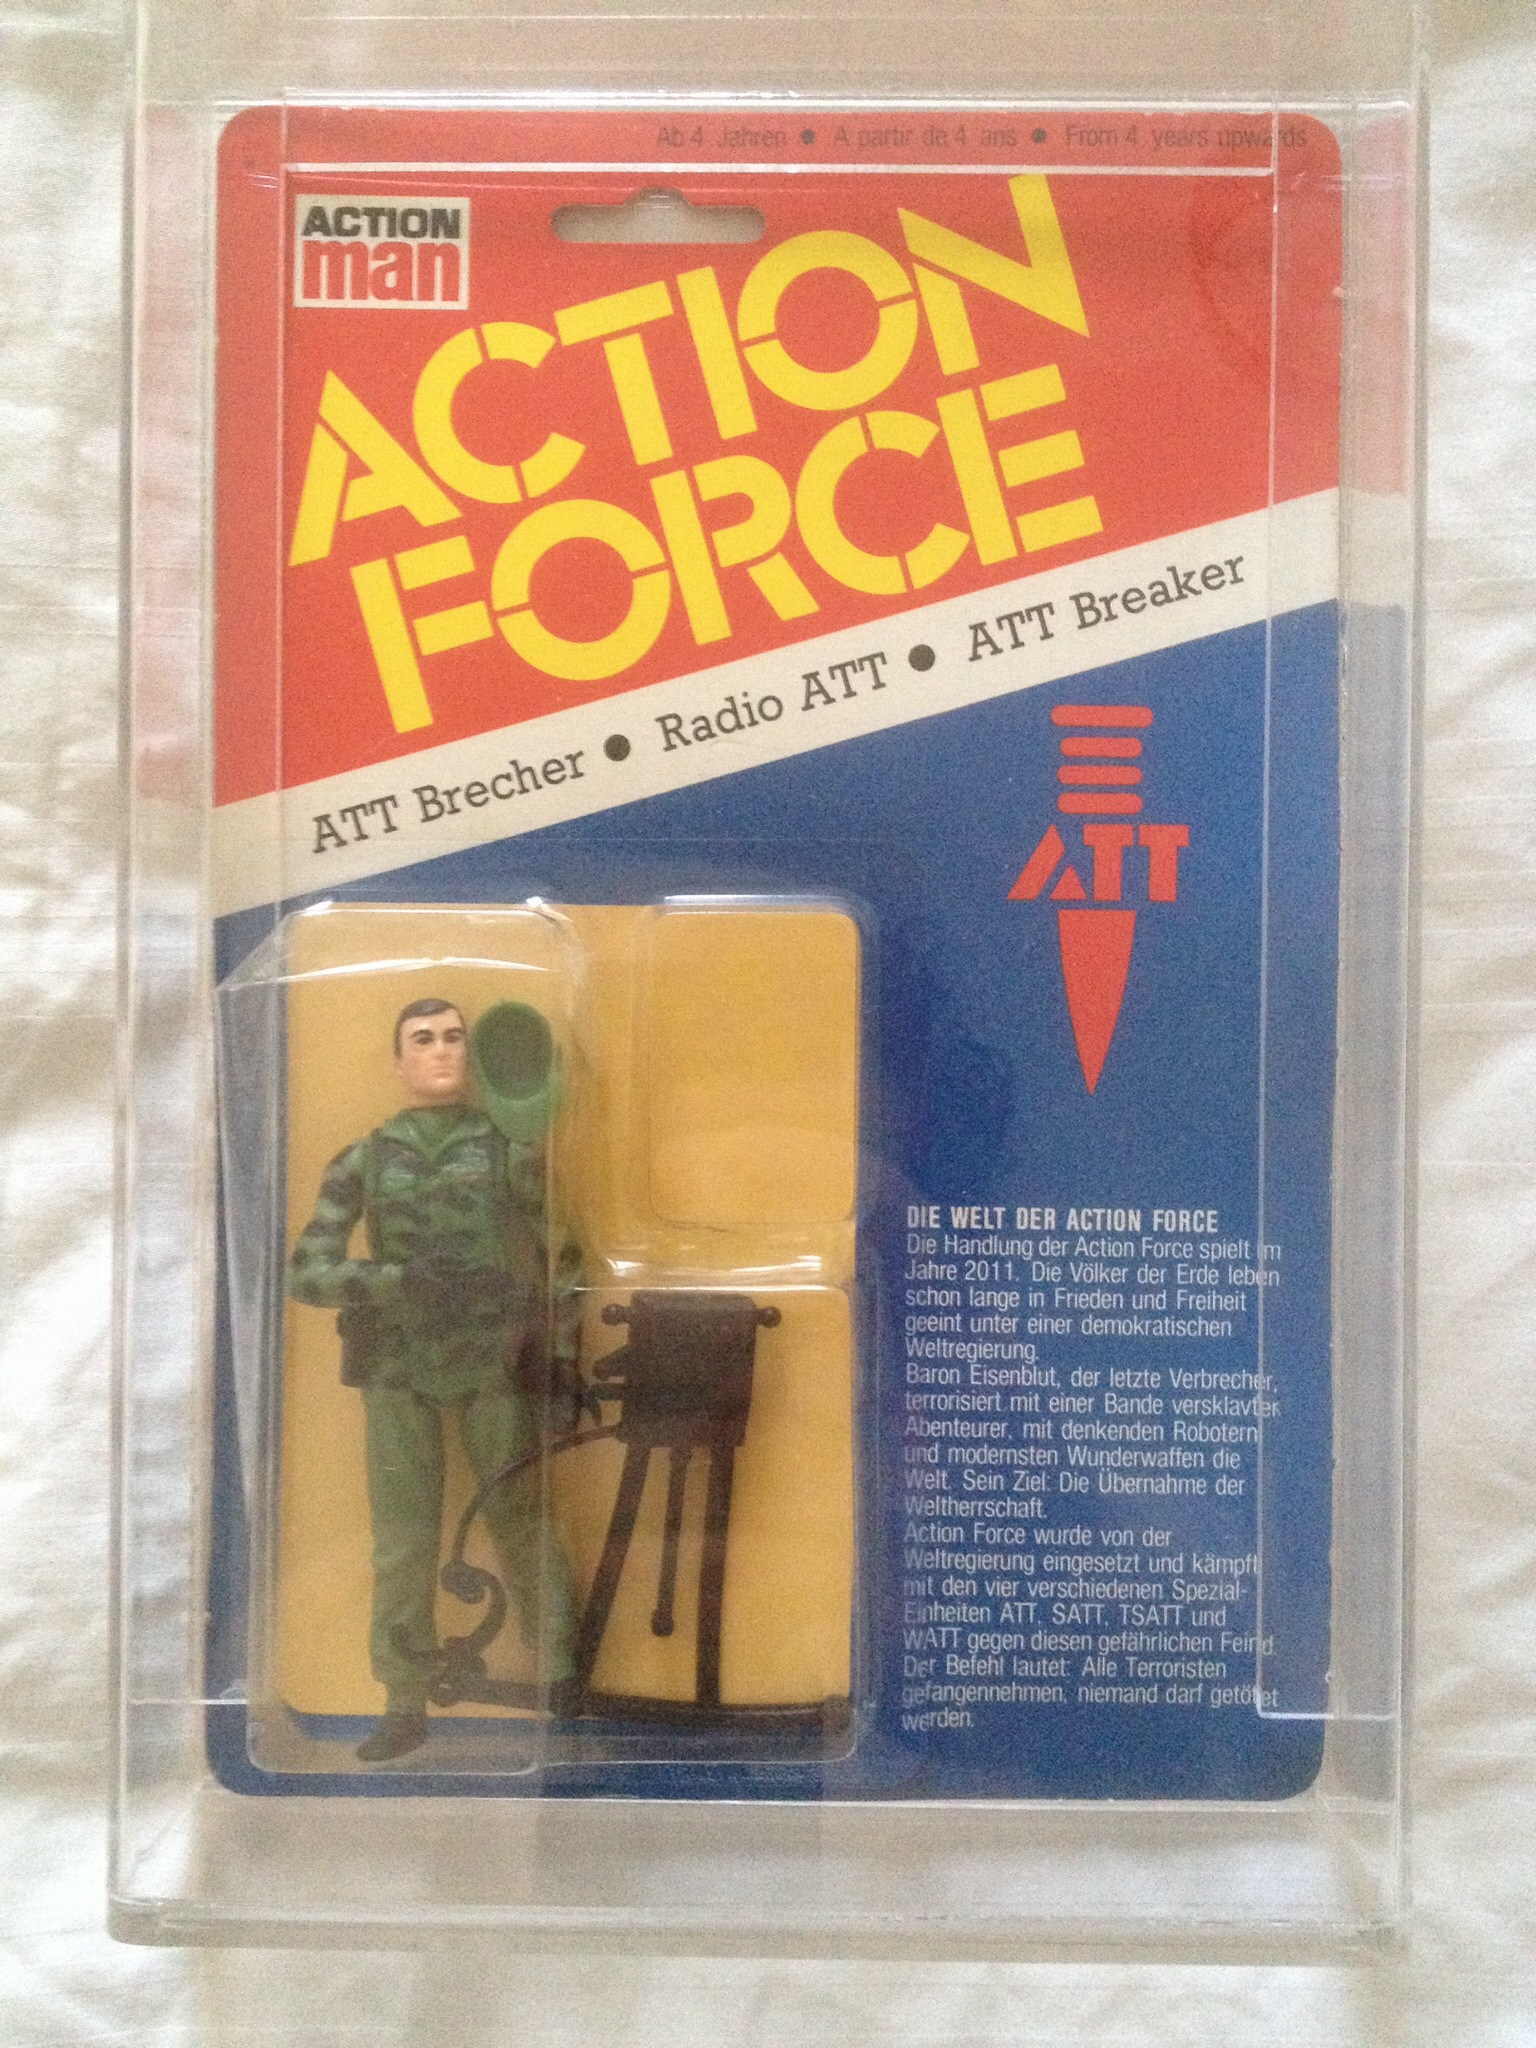 Ab 4 Jahren ● A partir de 4 ans ● From 4 years upwards
ACTION
man
ACTION
FORCE
ATT Brecher ● Radio ATT ● ATT Breaker
ATT
DIE WELT DER ACTION FORCE
Die Handlung der Action Force spielt im
Jahre 2011. Die Völker der Erde leben
schon lange in Frieden und Freiheit
geeint unter einer demokratischen
Weltregierung.
Baron Eisenblut, der letzte Verbrecher,
terrorisiert mit einer Bande versklavter
Abenteurer, mit denkenden Robotern
und modernsten Wunderwaffen die
Welt. Sein Ziel: Die Übernahme der
Weltherrschaft.
Action Force wurde von der
Weltregierung eingesetzt und kämpft
mit den vier verschiedenen Spezial-
Einheiten ATT, SATT, TSATT und
WATT gegen diesen gefährlichen Feind.
Der Befehl lautet: Alle Terroristen
gefangennehmen, niemand darf getötet
werden.